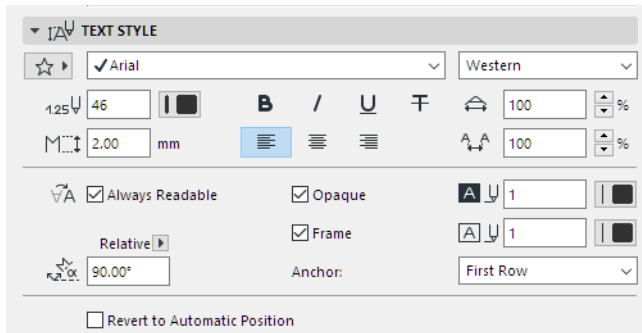 TEXT STYLE
Arial
Western
1.25 46 B I U T 100 %
M 2.00 mm A A 100 %
A Always Readable Opaque A 1
Relative Frame A 1
α 90.00° Anchor: First Row
Revert to Automatic Position